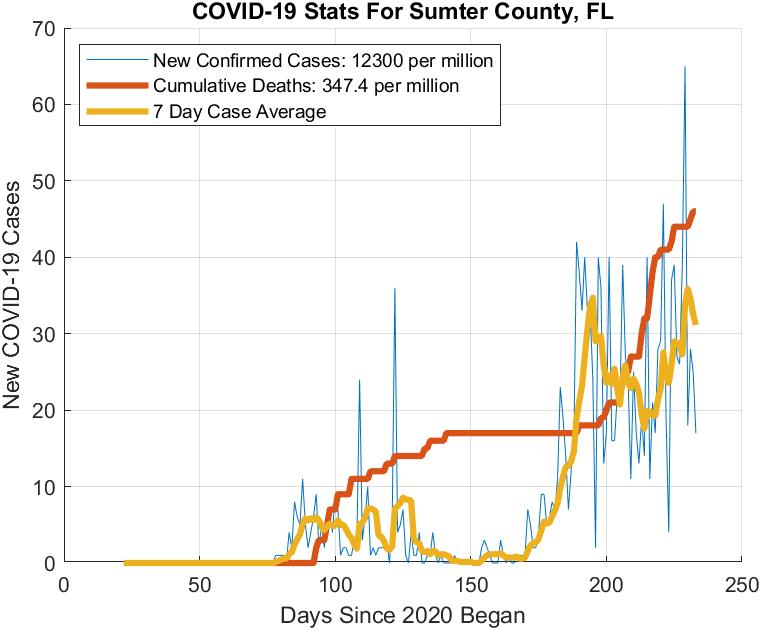 COVID-19 Stats For Sumter County, FL
New Confirmed Cases: 12300 per million
Cumulative Deaths: 347.4 per million
7 Day Case Average
New COVID-19 Cases
70
60
50
40
30
20
10
0
0 50 100 150 200 250
Days Since 2020 Began